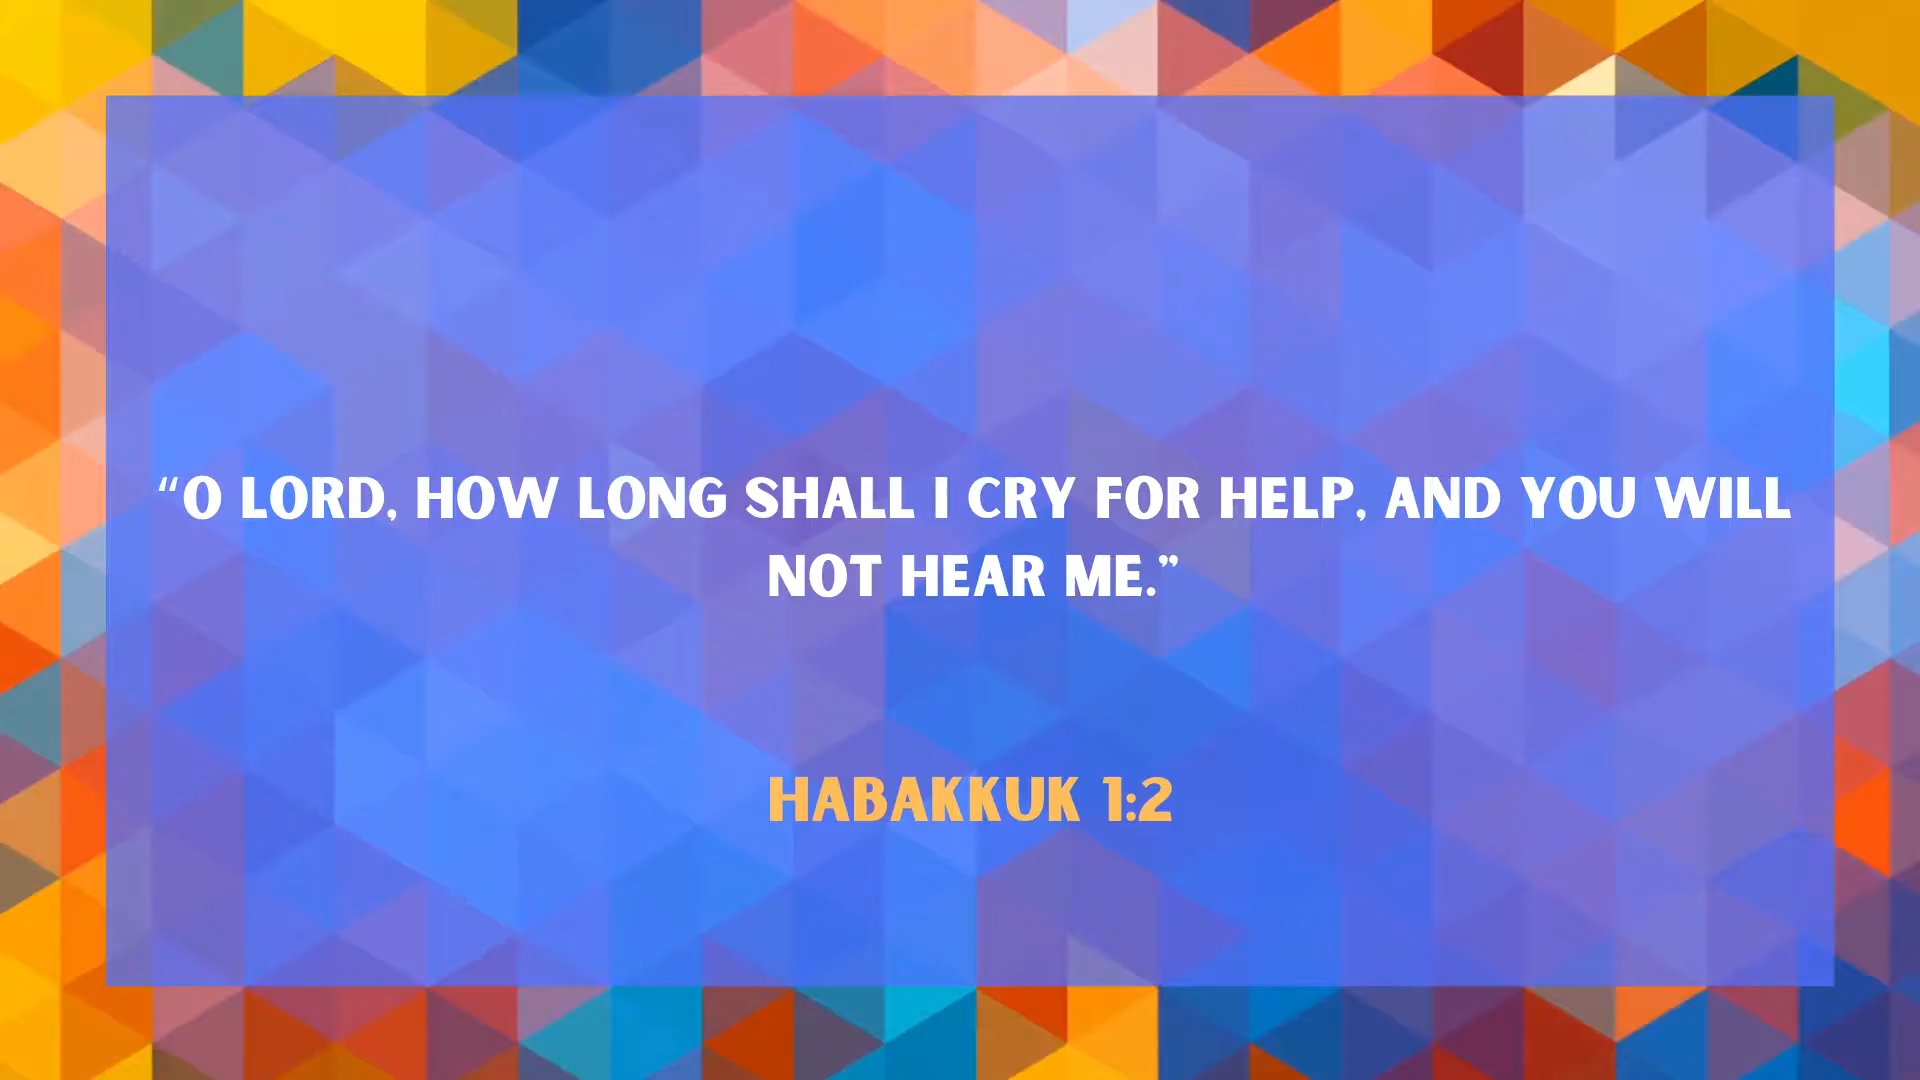 “O LORD, HOW LONG SHALL I CRY FOR HELP, AND YOU WILL
NOT HEAR ME.”
HABAKKUK 1:2